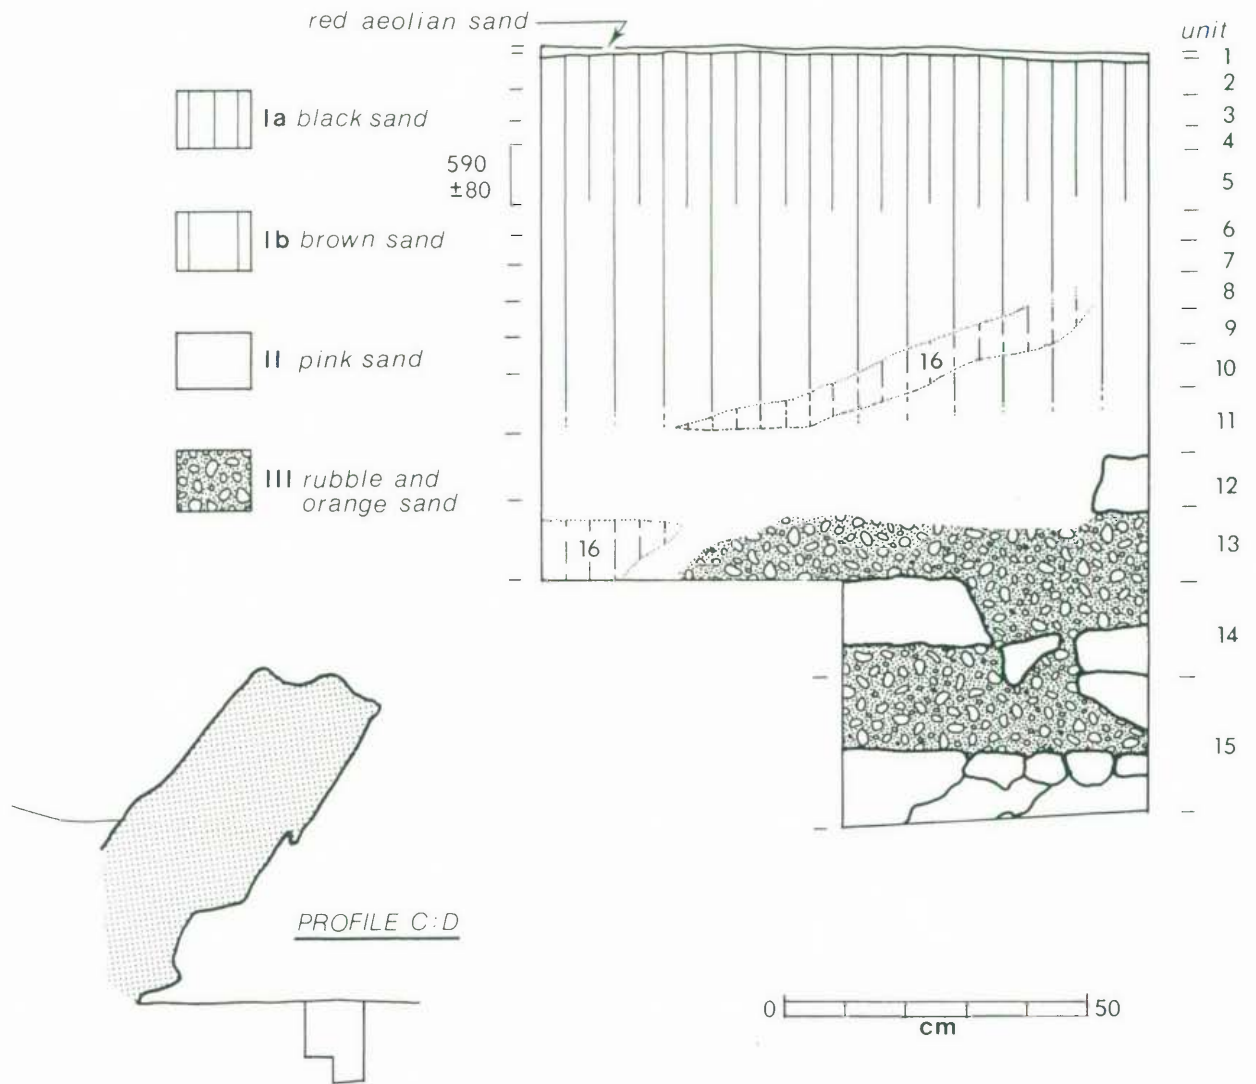 red aeolian sand
unit
1
2
3
4
5
6
7
8
9
10
11
12
13
14
15
Ia black sand
Ib brown sand
II pink sand
III rubble and
orange sand
590
±80
16
16
PROFILE C:D
0
50
cm